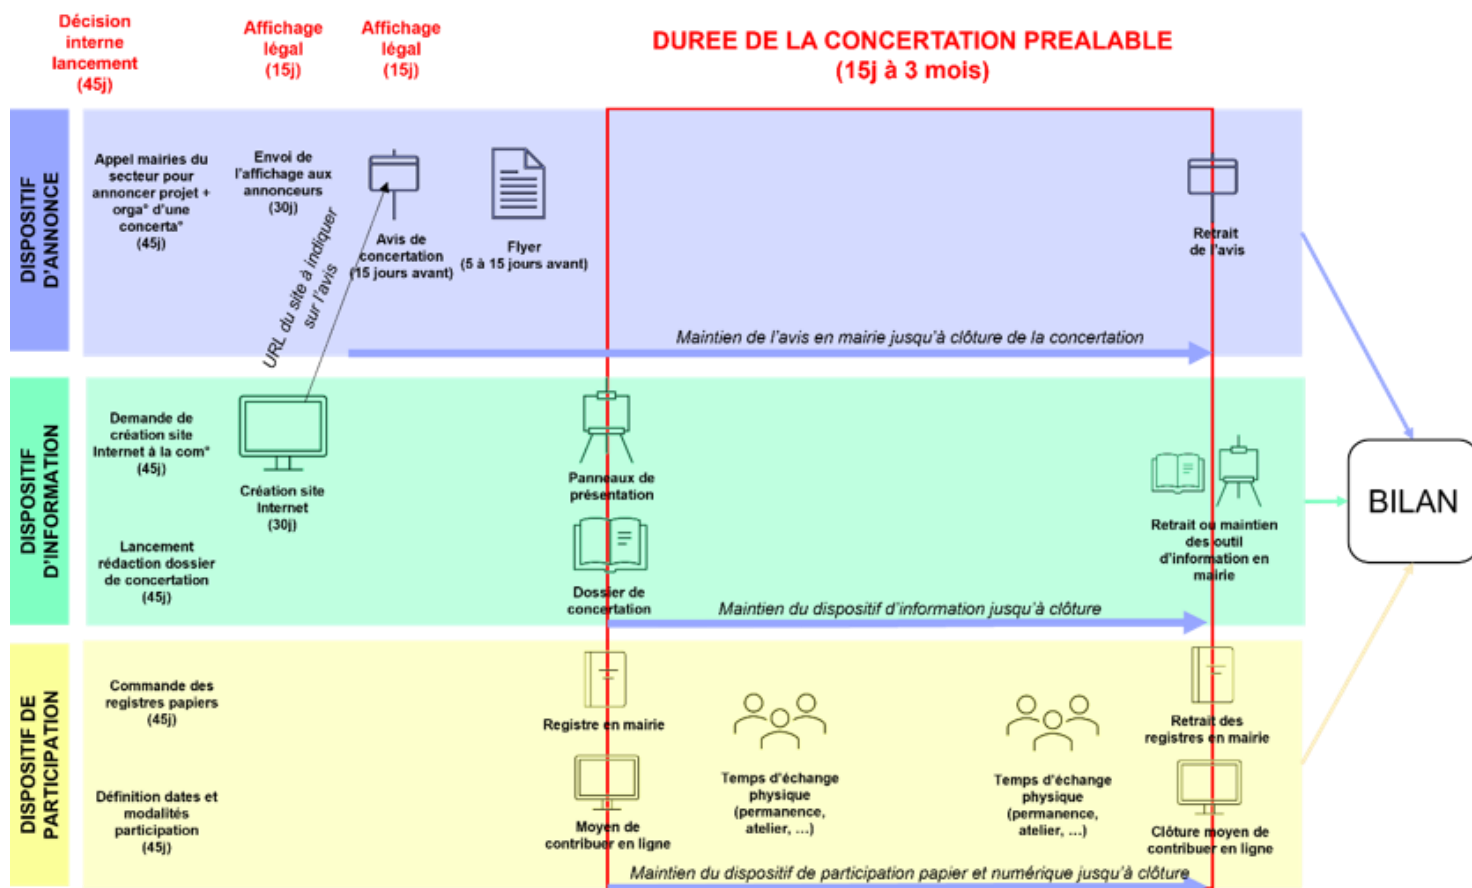 Décision
interne
lancement
(45j)
Affichage
légal
(15j)
Affichage
légal
(15j)
DUREE DE LA CONCERTATION PREALABLE
(15j à 3 mois)
DISPOSITIF
D'ANNONCE
Appel mairies du
secteur pour
annoncer projet +
orga° d'une
concerta°
(45j)
Envoi de
l'affichage aux
annonceurs
(30j)
URL du site à indiquer
sur l'avis
Avis de
concertation
(15 jours avant)
Flyer
(5 à 15 jours avant)
Retrait
de l'avis
Maintien de l'avis en mairie jusqu'à clôture de la concertation
DISPOSITIF
D'INFORMATION
Demande de
création site
Internet à la com°
(45j)
Création site
Internet
(30j)
Lancement
rédaction dossier
de concertation
(45j)
Panneaux de
présentation
Dossier de
concertation
Retrait ou maintien
des outil
d'information en
mairie
Maintien du dispositif d'information jusqu'à clôture
BILAN
DISPOSITIF DE
PARTICIPATION
Commande des
registres papiers
(45j)
Définition dates et
modalités
participation
(45j)
Registre en mairie
Moyen de
contribuer en ligne
Temps d'échange
physique
(permanence,
atelier, ...)
Temps d'échange
physique
(permanence,
atelier, ...)
Retrait des
registres en mairie
Clôture moyen de
contribuer en ligne
Maintien du dispositif de participation papier et numérique jusqu'à clôture